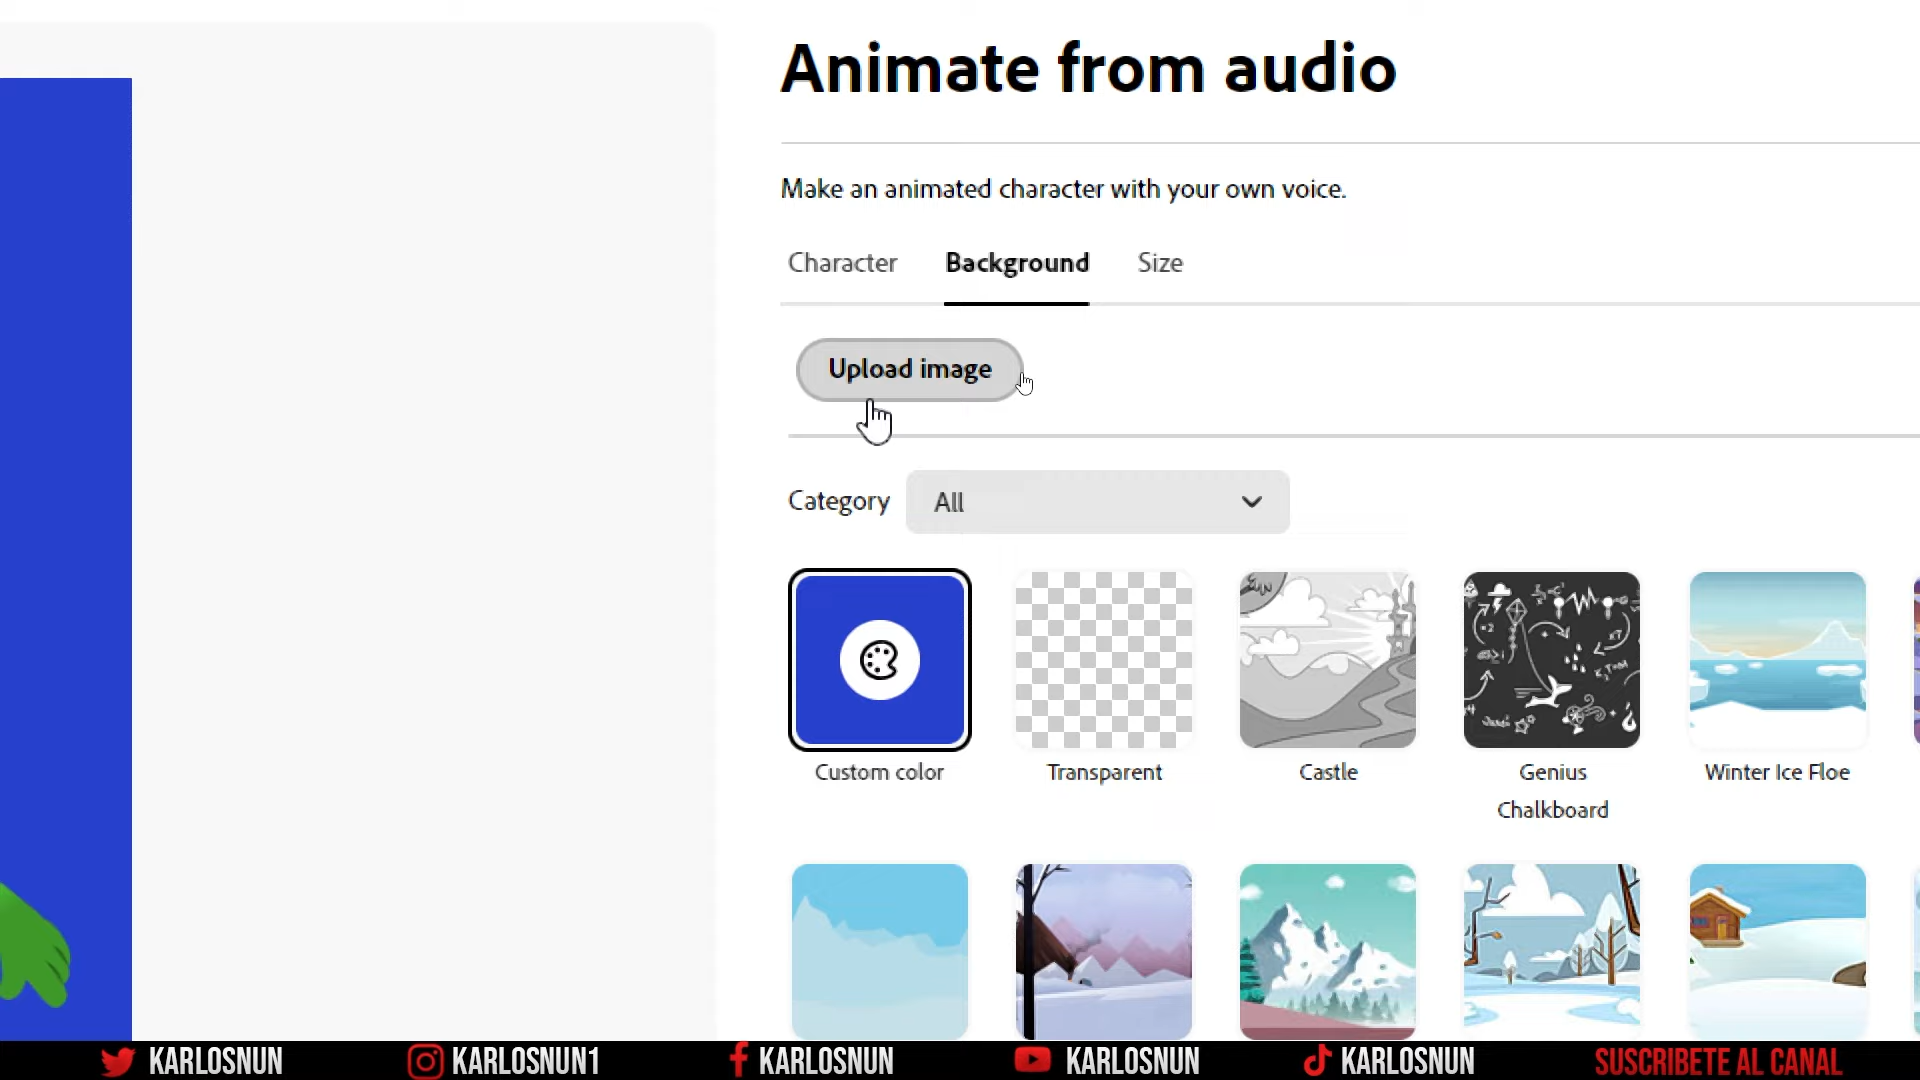 Animate from audio
Make an animated character with your own voice.
Character Background Size
Upload image
Category All
Custom color Transparent Castle Genius Chalkboard Winter Ice Floe
KARLOSNUN KARLOSNUN1 KARLOSNUN KARLOSNUN KARLOSNUN SUSCRIBETE AL CANAL